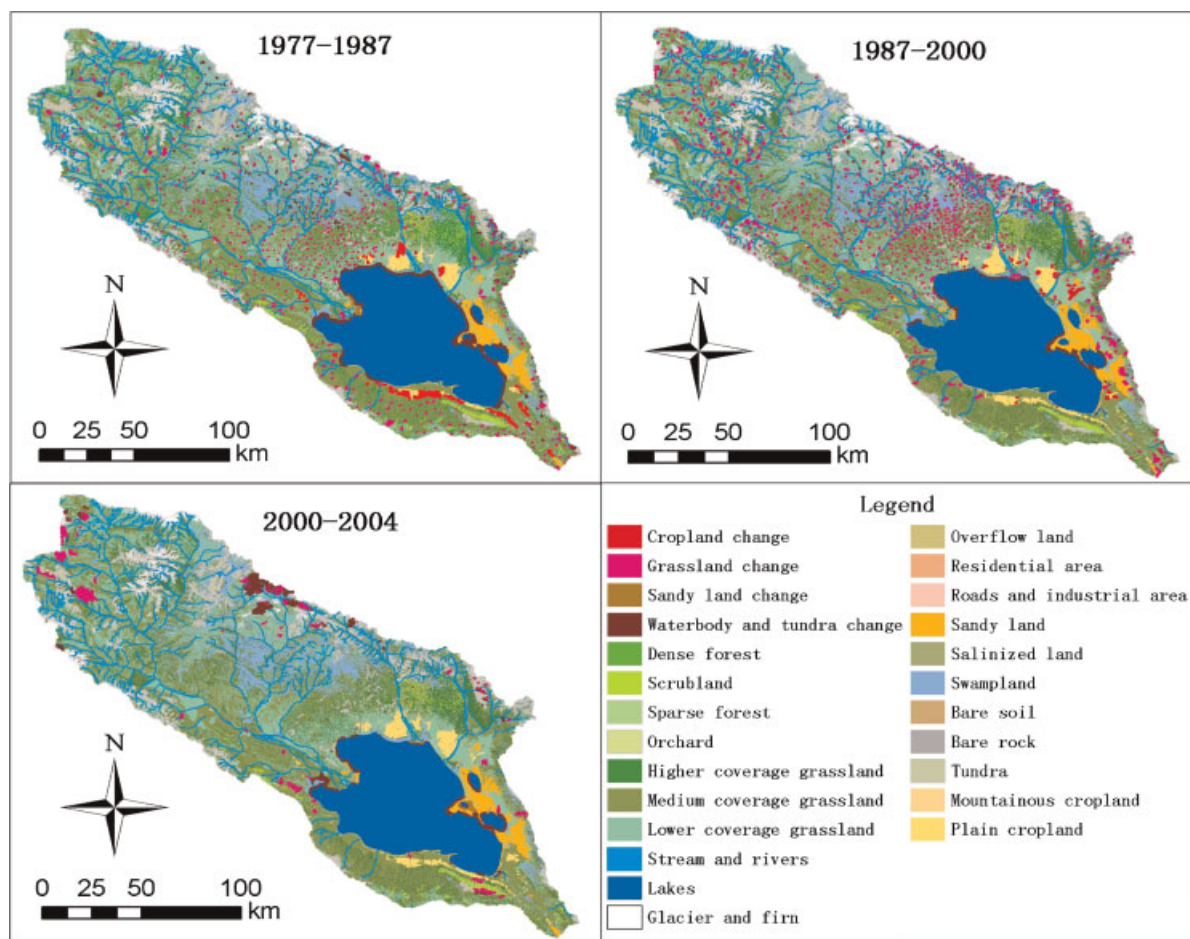 1977-1987
N
0 25 50 100
km
1987-2000
N
0 25 50 100
km
2000-2004
N
0 25 50 100
km
Legend
Cropland change
Grassland change
Sandy land change
Waterbody and tundra change
Dense forest
Scrubland
Sparse forest
Orchard
Higher coverage grassland
Medium coverage grassland
Lower coverage grassland
Stream and rivers
Lakes
Glacier and firn
Overflow land
Residential area
Roads and industrial area
Sandy land
Salinized land
Swampland
Bare soil
Bare rock
Tundra
Mountainous cropland
Plain cropland